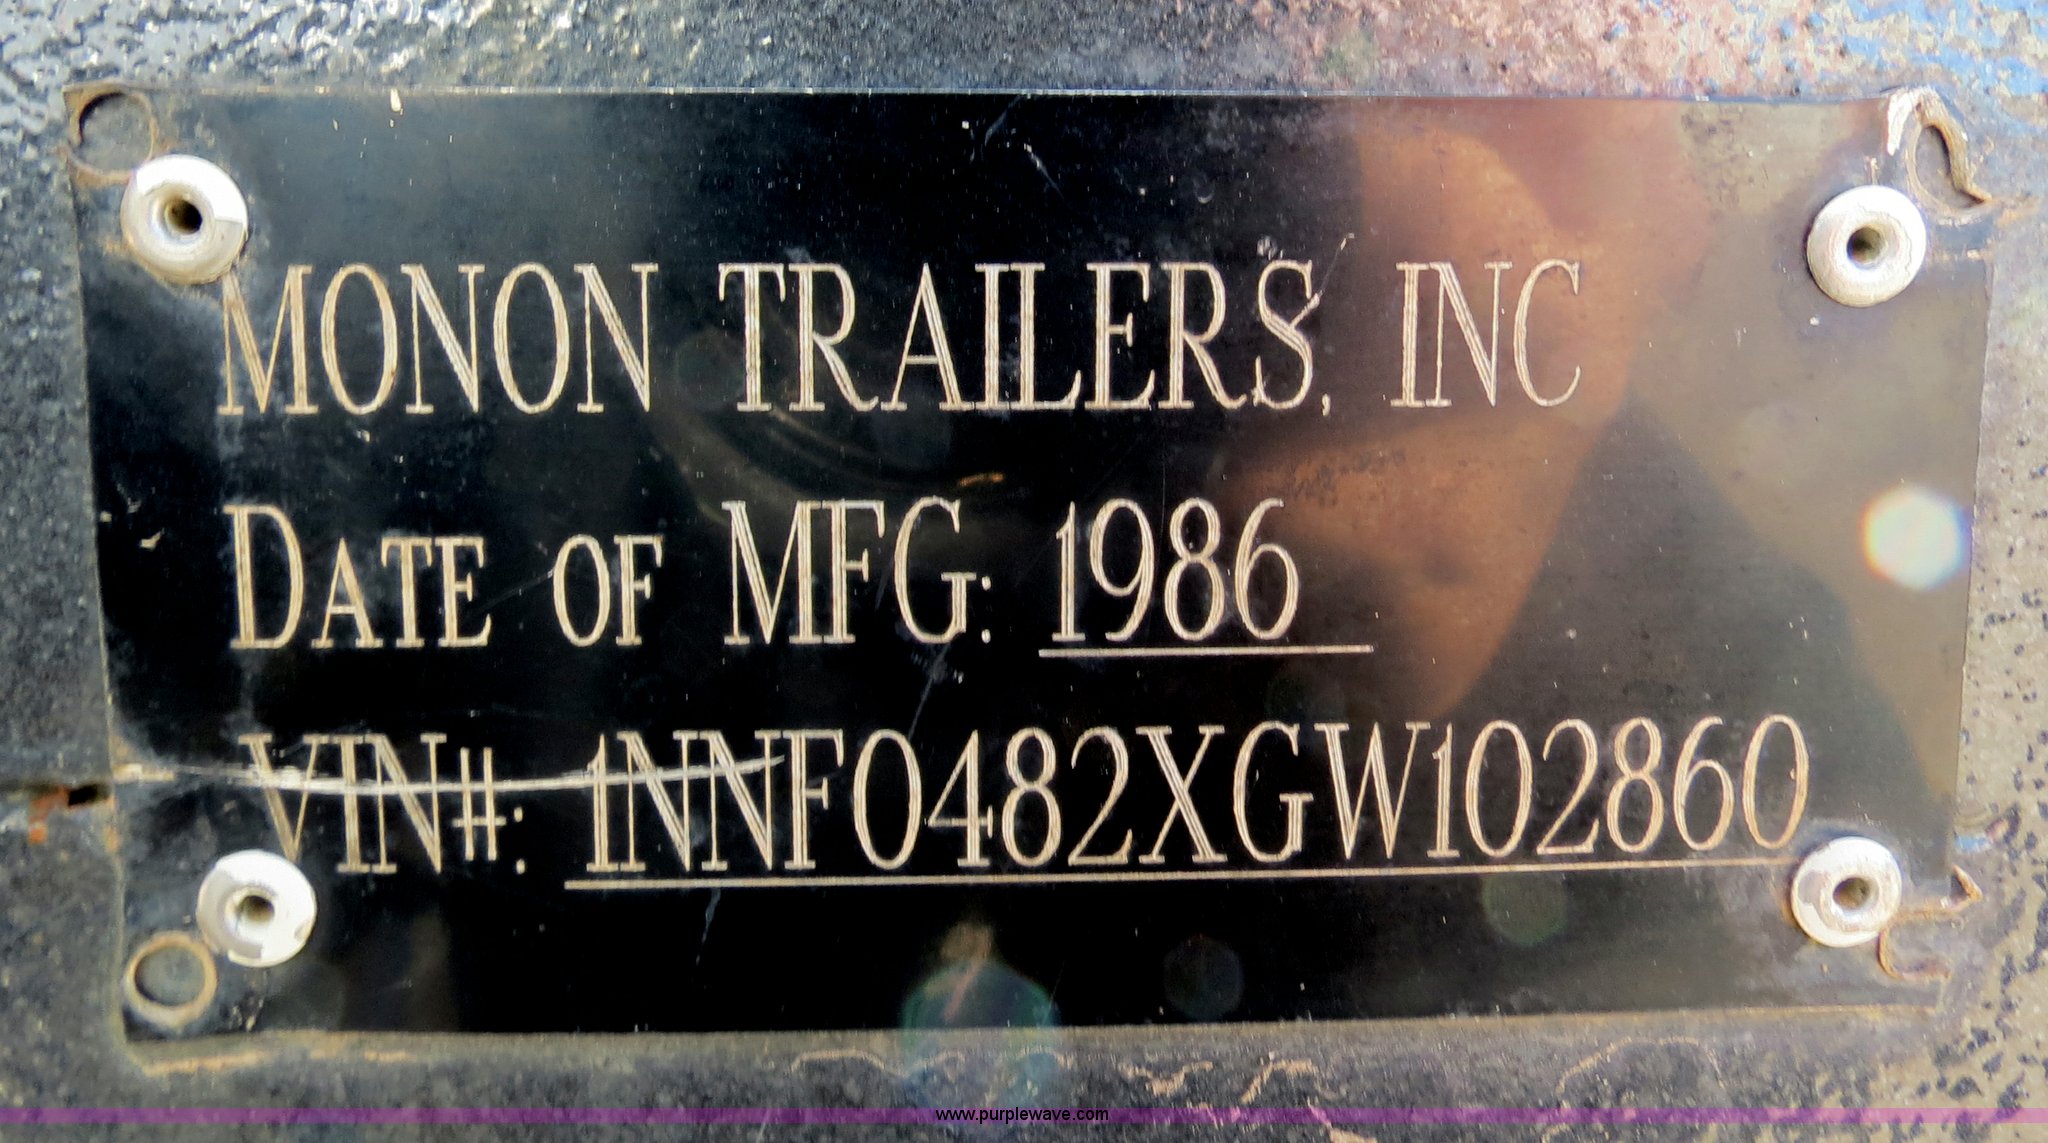 MONON TRAILERS, INC
DATE OF MFG: 1986
VIN#: 1NNF0482XGW102860
www.purplewave.com